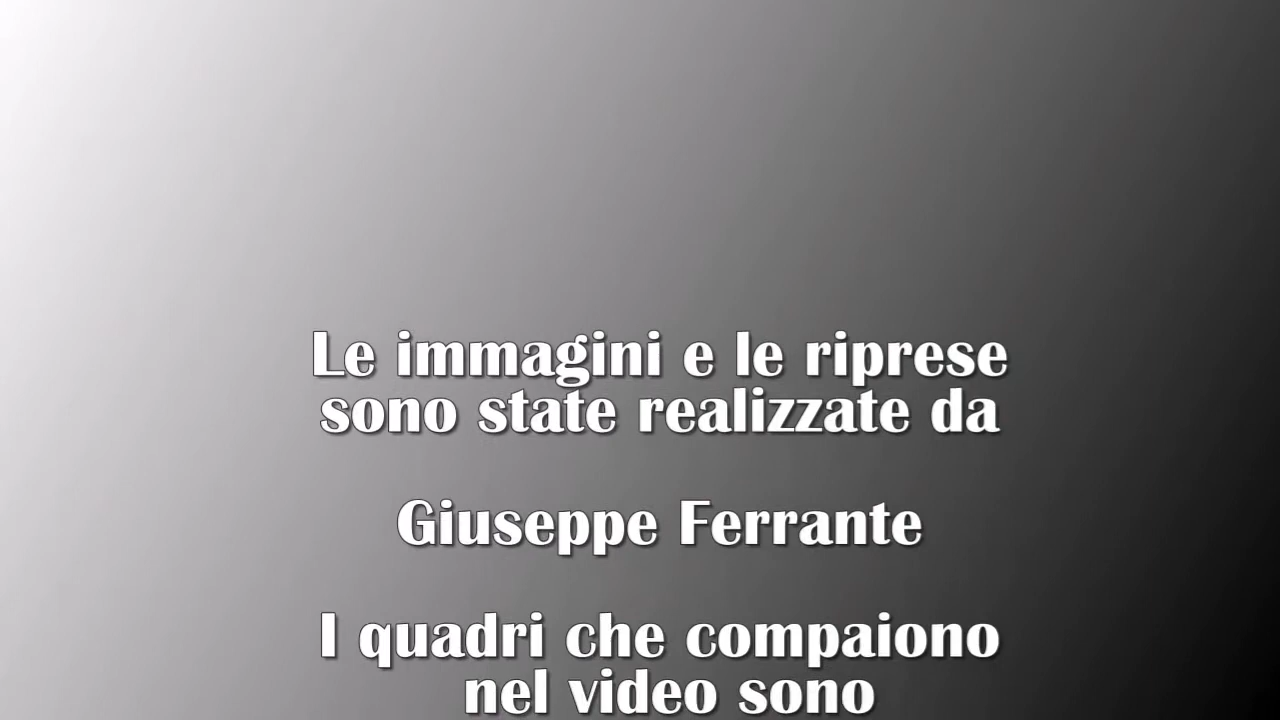 Le immagini e le riprese
sono state realizzate da
Giuseppe Ferrante
I quadri che compaiono
nel video sono